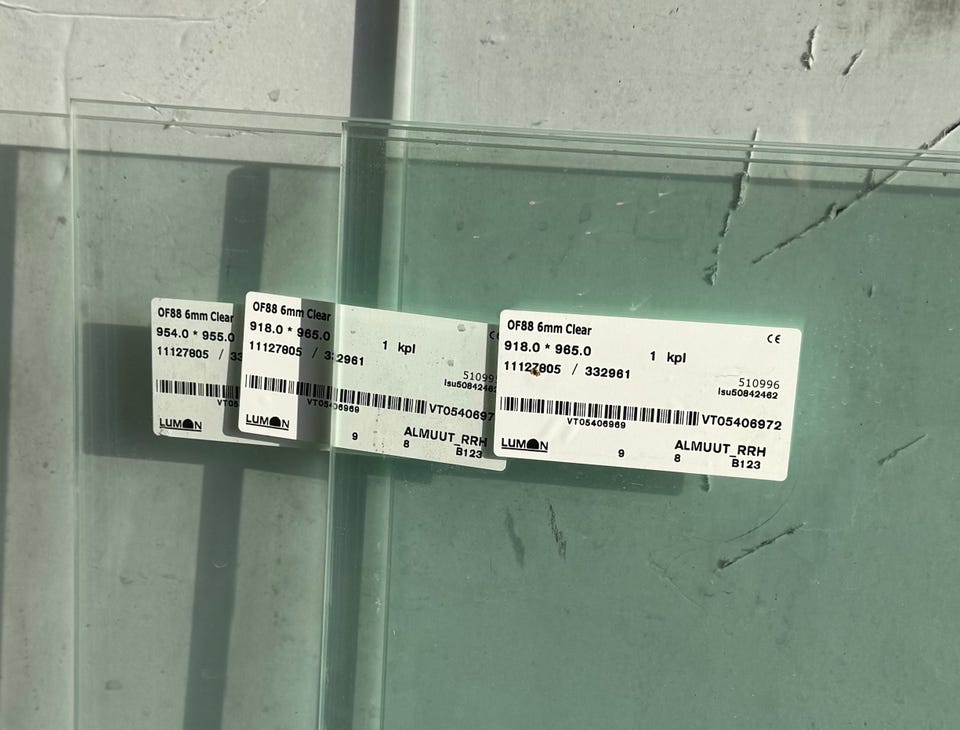 OF88 6mm Clear
954.0 * 955.0
11127805 / 33
LUMON
OF88 6mm Clear
918.0 * 965.0
1 kpl
11127805 / 332961
VT05406969
9
8
ALMUUT_RRH
B123
LUMON
OF88 6mm Clear
CE
918.0 * 965.0
1 kpl
11127805 / 332961
510996
lsu50842462
VT05406972
VT05406969
LUMON
9
8
ALMUUT_RRH
B123